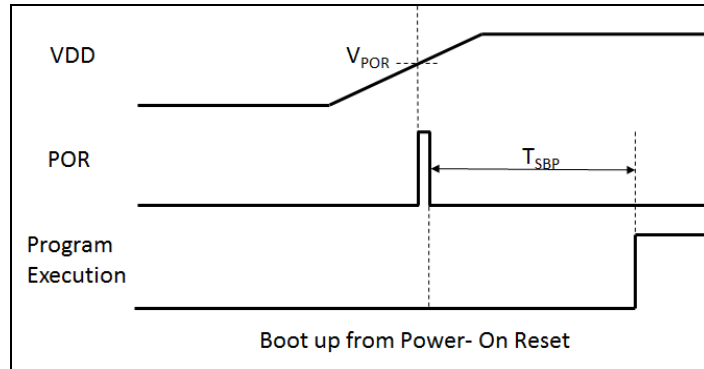 VDD
VPOR
POR
TSBP
Program
Execution
Boot up from Power- On Reset